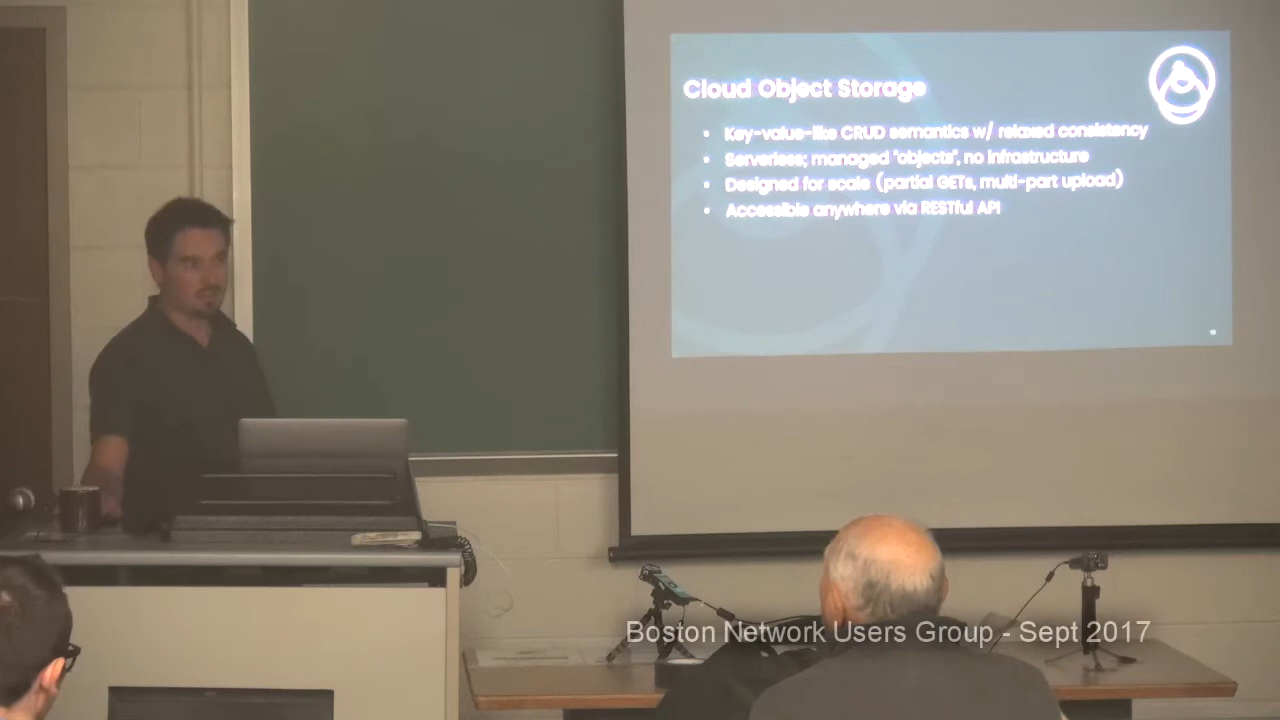 Cloud Object Storage
• Key-value-like CRUD semantics w/ relaxed consistency
• Serverless; managed "objects", no infrastructure
• Designed for scale (partial GETs, multi-part upload)
• Accessible anywhere via RESTful API
Boston Network Users Group - Sept 2017